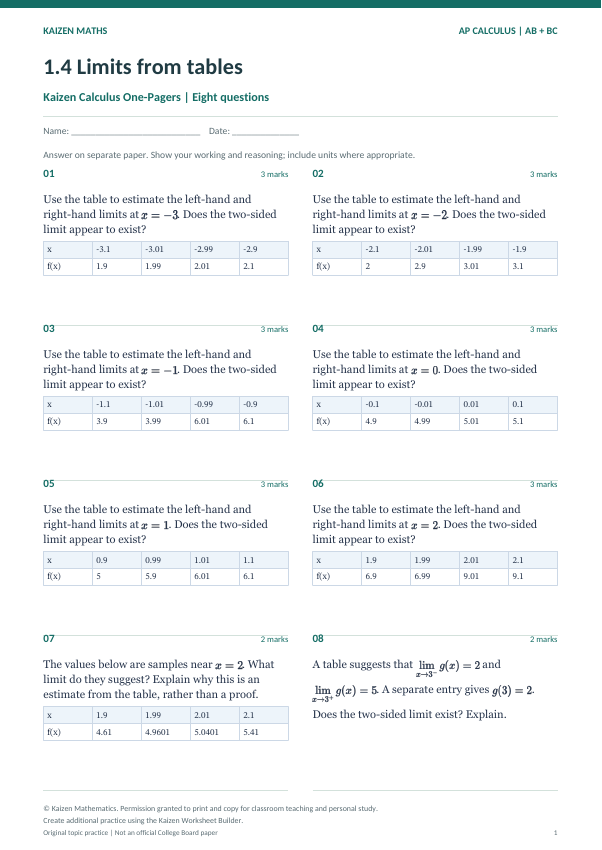 KAIZEN MATHS
AP CALCULUS | AB + BC
1.4 Limits from tables
Kaizen Calculus One-Pagers | Eight questions
Name: ____________________________ Date: ______________
Answer on separate paper. Show your working and reasoning; include units where appropriate.
01 3 marks
Use the table to estimate the left-hand and
right-hand limits at x = −3. Does the two-sided
limit appear to exist?
x -3.1 -3.01 -2.99 -2.9
f(x) 1.9 1.99 2.01 2.1
02 3 marks
Use the table to estimate the left-hand and
right-hand limits at x = −2. Does the two-sided
limit appear to exist?
x -2.1 -2.01 -1.99 -1.9
f(x) 2 2.9 3.01 3.1
03 3 marks
Use the table to estimate the left-hand and
right-hand limits at x = −1. Does the two-sided
limit appear to exist?
x -1.1 -1.01 -0.99 -0.9
f(x) 3.9 3.99 6.01 6.1
04 3 marks
Use the table to estimate the left-hand and
right-hand limits at x = 0. Does the two-sided
limit appear to exist?
x -0.1 -0.01 0.01 0.1
f(x) 4.9 4.99 5.01 5.1
05 3 marks
Use the table to estimate the left-hand and
right-hand limits at x = 1. Does the two-sided
limit appear to exist?
x 0.9 0.99 1.01 1.1
f(x) 5 5.9 6.01 6.1
06 3 marks
Use the table to estimate the left-hand and
right-hand limits at x = 2. Does the two-sided
limit appear to exist?
x 1.9 1.99 2.01 2.1
f(x) 6.9 6.99 9.01 9.1
07 2 marks
The values below are samples near x = 2. What
limit do they suggest? Explain why this is an
estimate from the table, rather than a proof.
x 1.9 1.99 2.01 2.1
f(x) 4.61 4.9601 5.0401 5.41
08 2 marks
A table suggests that lim x→3⁻ g(x) = 2 and
lim x→3⁺ g(x) = 5. A separate entry gives g(3) = 2.
Does the two-sided limit exist? Explain.
© Kaizen Mathematics. Permission granted to print and copy for classroom teaching and personal study.
Create additional practice using the Kaizen Worksheet Builder.
Original topic practice | Not an official College Board paper
1